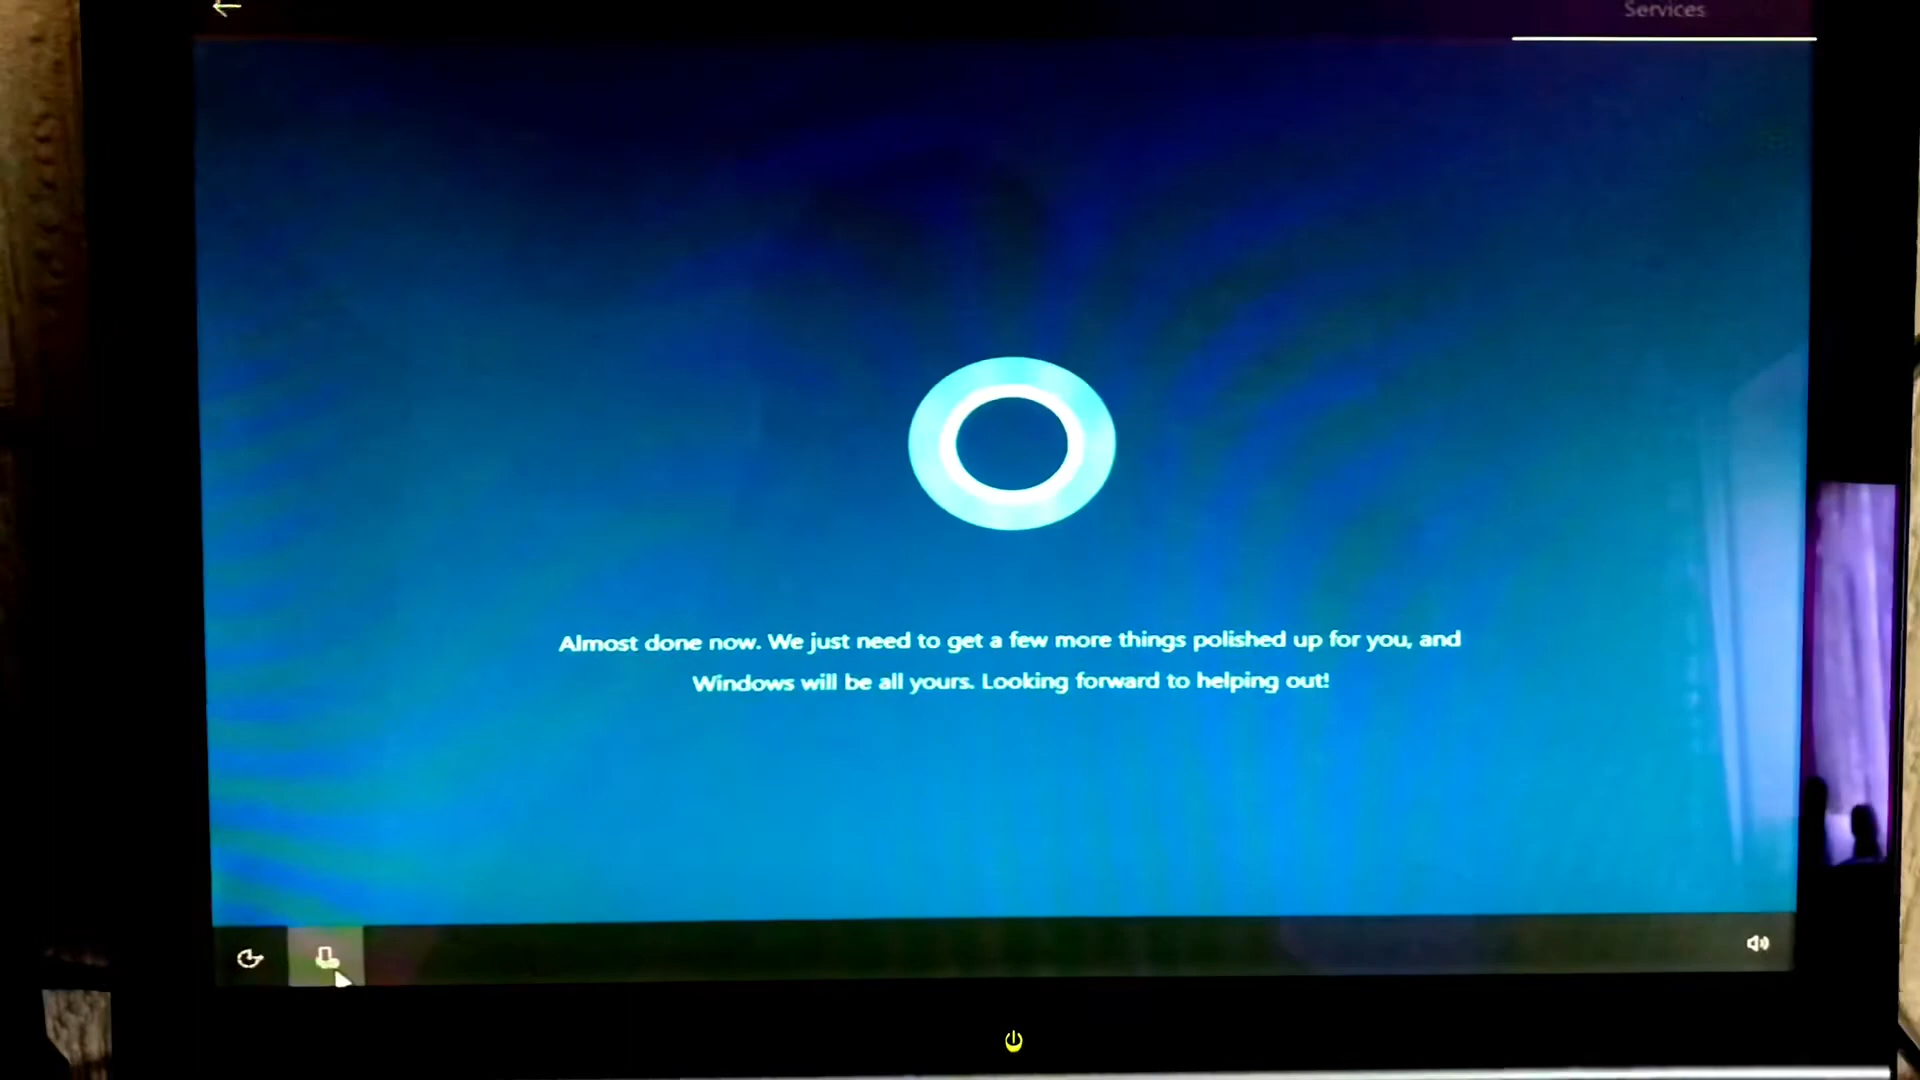 Services
Almost done now. We just need to get a few more things polished up for you, and
Windows will be all yours. Looking forward to helping out!